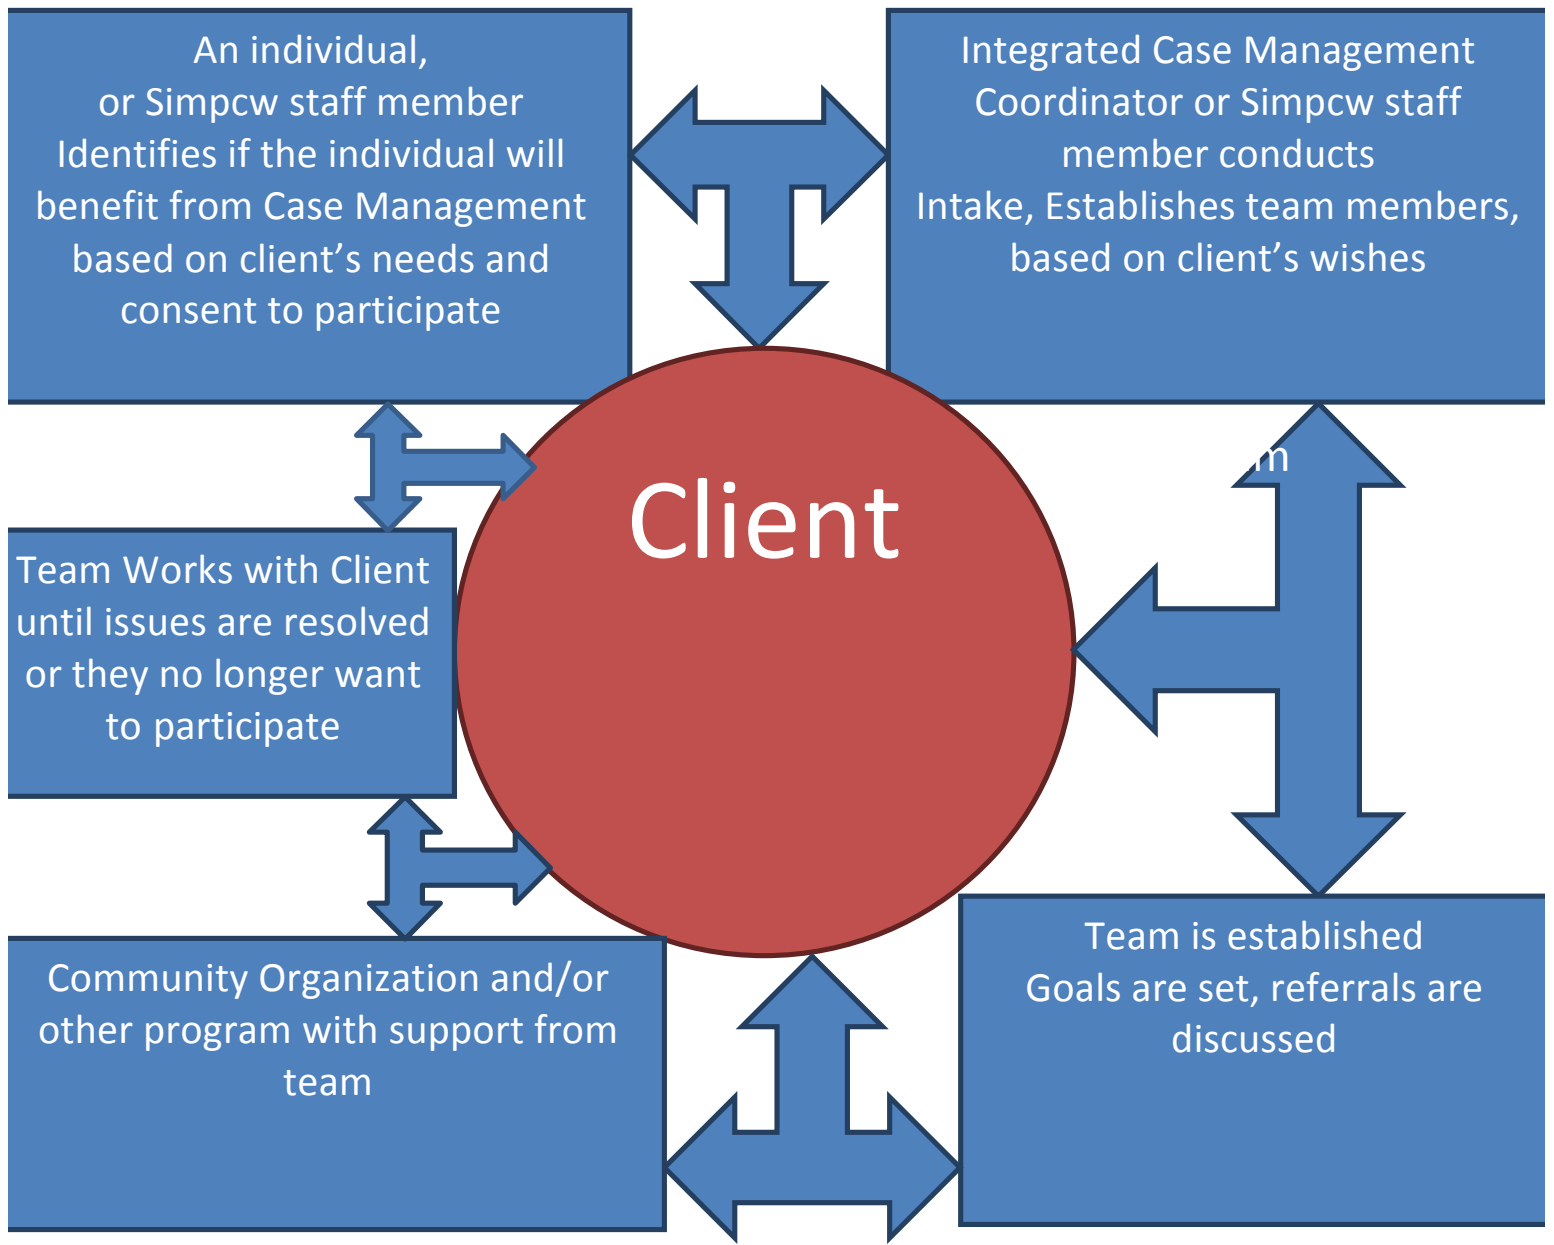 An individual,
or Simpcw staff member
Identifies if the individual will
benefit from Case Management
based on client's needs and
consent to participate
Integrated Case Management
Coordinator or Simpcw staff
member conducts
Intake, Establishes team members,
based on client's wishes
Client
Team Works with Client
until issues are resolved
or they no longer want
to participate
Community Organization and/or
other program with support from
team
Team is established
Goals are set, referrals are
discussed